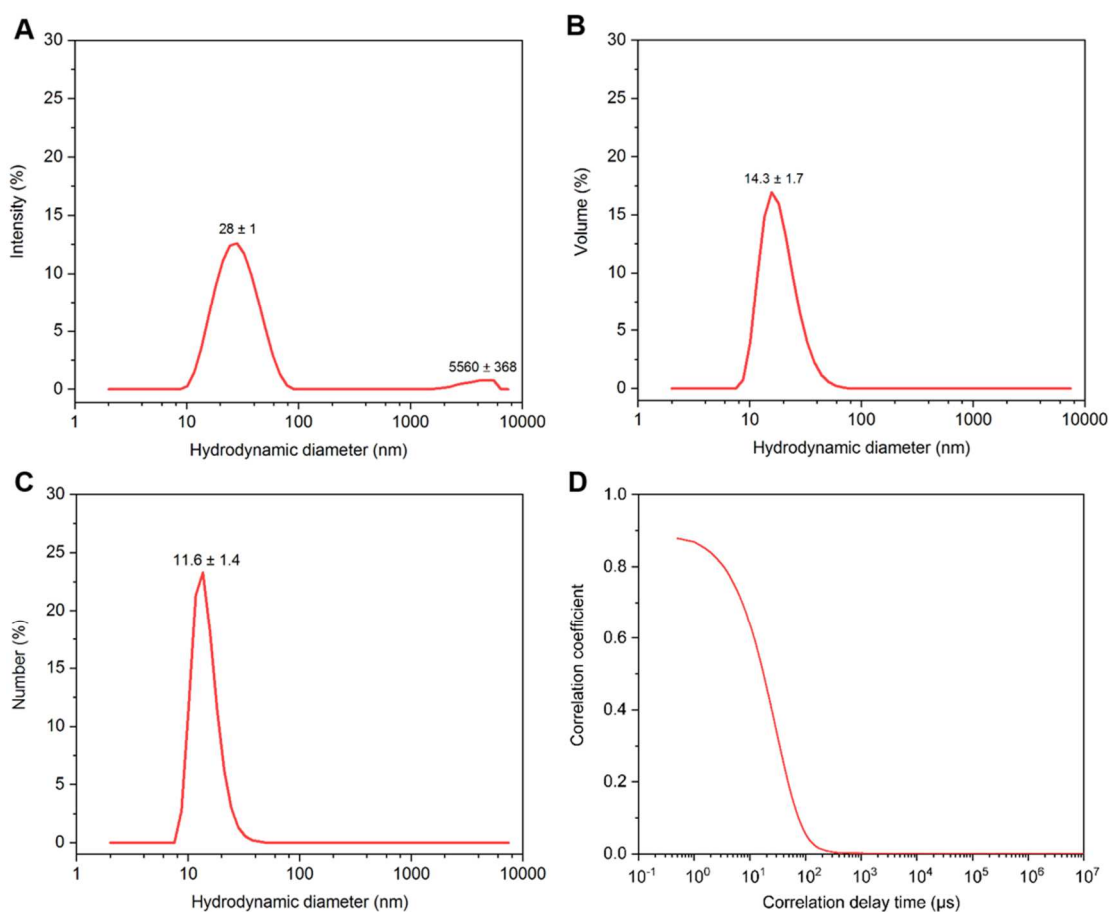 A
30
25
20
15
10
5
0
Intensity (%)
28 ± 1
5560 ± 368
1 10 100 1000 10000
Hydrodynamic diameter (nm)
B
30
25
20
15
10
5
0
Volume (%)
14.3 ± 1.7
1 10 100 1000 10000
Hydrodynamic diameter (nm)
C
30
25
20
15
10
5
0
Number (%)
11.6 ± 1.4
1 10 100 1000 10000
Hydrodynamic diameter (nm)
D
1.0
0.8
0.6
0.4
0.2
0.0
Correlation coefficient
10⁻¹ 10⁰ 10¹ 10² 10³ 10⁴ 10⁵ 10⁶ 10⁷
Correlation delay time (µs)